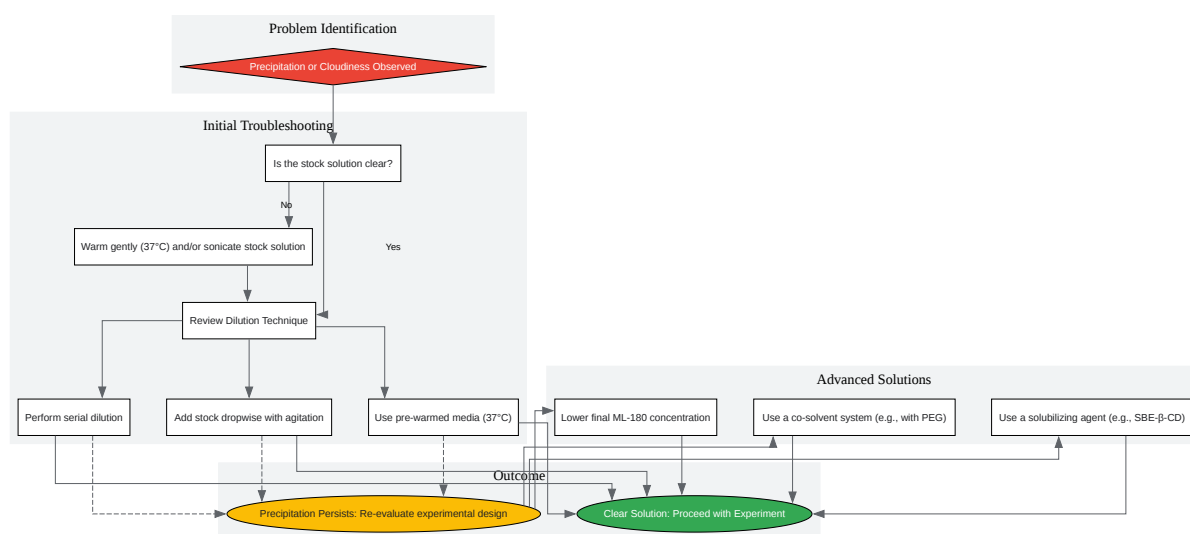 Problem Identification
Precipitation or Cloudiness Observed
Initial Troubleshooting
Is the stock solution clear?
No
Warm gently (37°C) and/or sonicate stock solution
Yes
Review Dilution Technique
Advanced Solutions
Perform serial dilution
Add stock dropwise with agitation
Use pre-warmed media (37°C)
Lower final ML-180 concentration
Use a co-solvent system (e.g., with PEG)
Use a solubilizing agent (e.g., SBE-β-CD)
Outcome
Precipitation Persists: Re-evaluate experimental design
Clear Solution: Proceed with Experiment